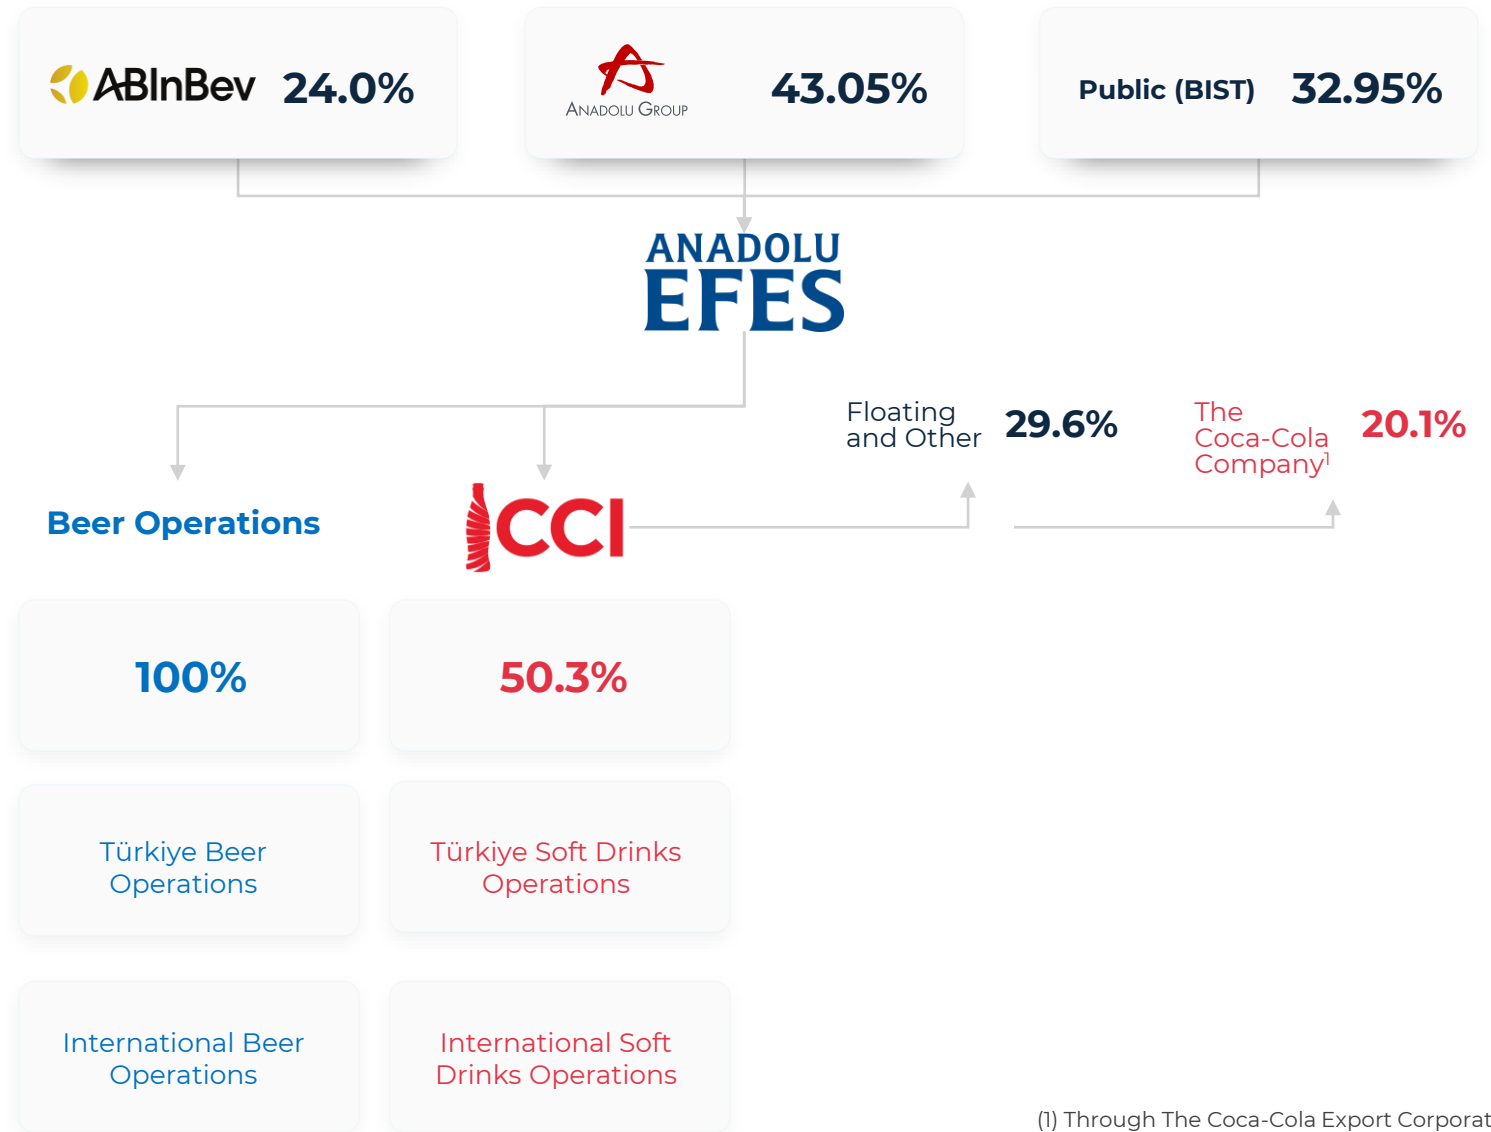 ABInBev 24.0%
ANADOLU GROUP 43.05%
Public (BIST) 32.95%
ANADOLU
EFES
Floating
and Other
29.6%
The
Coca-Cola
Company1
20.1%
Beer Operations
CCI
100%
50.3%
Türkiye Beer
Operations
Türkiye Soft Drinks
Operations
International Beer
Operations
International Soft
Drinks Operations
(1) Through The Coca-Cola Export Corporat